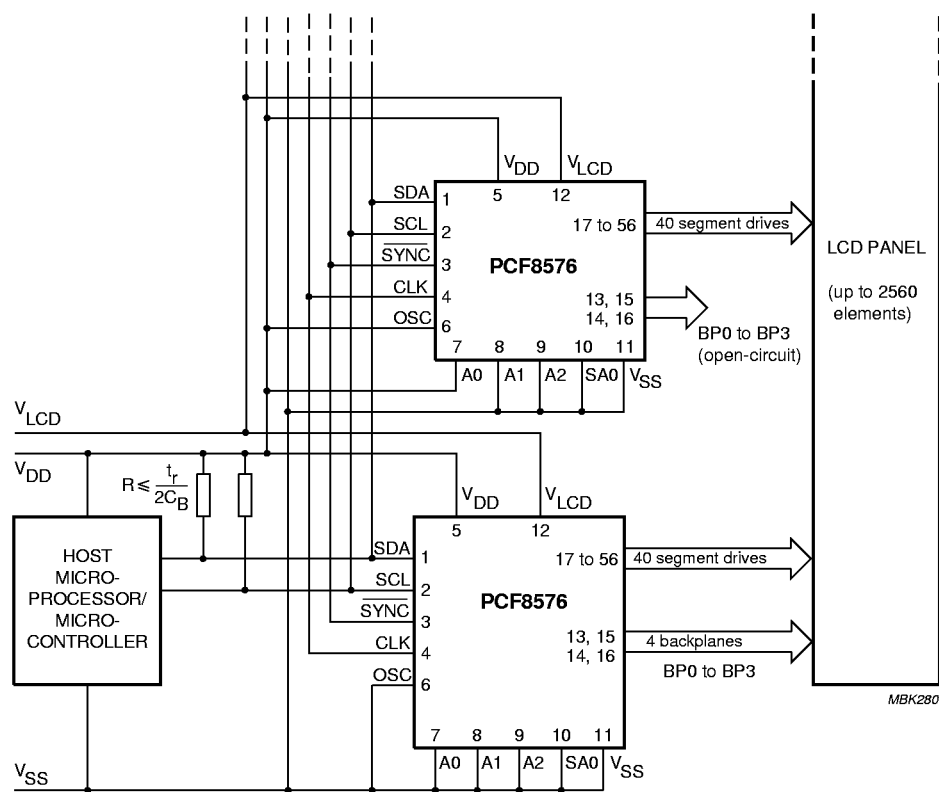 VDD
VLCD
SDA
1
5
12
17 to 56
40 segment drives
SCL
2
SYNC
3
PCF8576
CLK
4
13, 15
14, 16
BP0 to BP3
(open-circuit)
OSC
6
7
8
9
10
11
A0
A1
A2
SA0
VSS
LCD PANEL
(up to 2560
elements)
VLCD
VDD
R ≤ tr/2CB
VDD
VLCD
HOST
MICRO-
PROCESSOR/
MICRO-
CONTROLLER
SDA
1
5
12
17 to 56
40 segment drives
SCL
2
PCF8576
SYNC
3
CLK
4
13, 15
14, 16
4 backplanes
BP0 to BP3
OSC
6
7
8
9
10
11
A0
A1
A2
SA0
VSS
VSS
MBK280